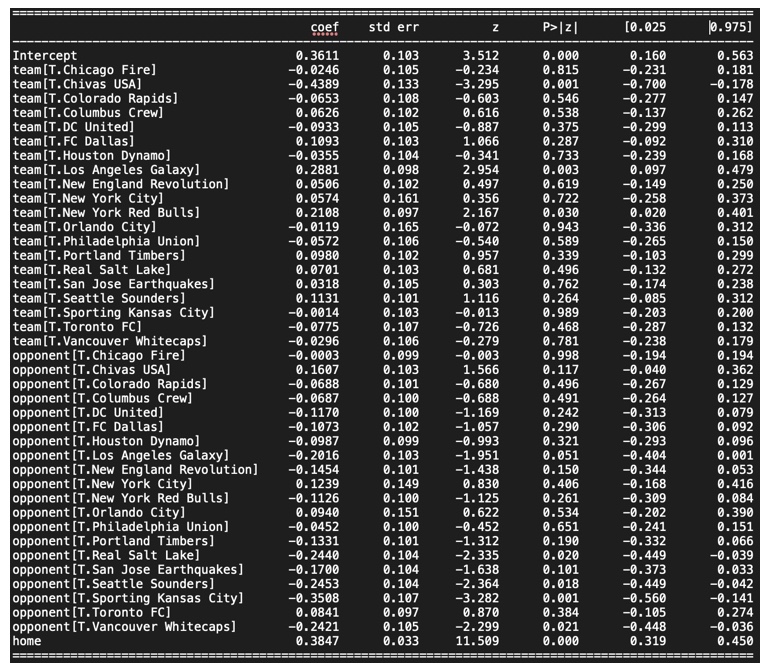 coef std err z P>|z| [0.025 0.975]
Intercept 0.3611 0.103 3.512 0.000 0.160 0.563
team[T.Chicago Fire] -0.0246 0.105 -0.234 0.815 -0.231 0.181
team[T.Chivas USA] -0.4389 0.133 -3.295 0.001 -0.700 -0.178
team[T.Colorado Rapids] -0.0653 0.108 -0.603 0.546 -0.277 0.147
team[T.Columbus Crew] 0.0626 0.102 0.616 0.538 -0.137 0.262
team[T.DC United] -0.0933 0.105 -0.887 0.375 -0.299 0.113
team[T.FC Dallas] 0.1093 0.103 1.066 0.287 -0.092 0.310
team[T.Houston Dynamo] -0.0355 0.104 -0.341 0.733 -0.239 0.168
team[T.Los Angeles Galaxy] 0.2881 0.098 2.954 0.003 0.097 0.479
team[T.New England Revolution] 0.0506 0.102 0.497 0.619 -0.149 0.250
team[T.New York City] 0.0574 0.161 0.356 0.722 -0.258 0.373
team[T.New York Red Bulls] 0.2108 0.097 2.167 0.030 0.020 0.401
team[T.Orlando City] -0.0119 0.165 -0.072 0.943 -0.336 0.312
team[T.Philadelphia Union] -0.0572 0.106 -0.540 0.589 -0.265 0.150
team[T.Portland Timbers] 0.0980 0.102 0.957 0.339 -0.103 0.299
team[T.Real Salt Lake] 0.0701 0.103 0.681 0.496 -0.132 0.272
team[T.San Jose Earthquakes] 0.0318 0.105 0.303 0.762 -0.174 0.238
team[T.Seattle Sounders] 0.1131 0.101 1.116 0.264 -0.085 0.312
team[T.Sporting Kansas City] -0.0014 0.103 -0.013 0.989 -0.203 0.200
team[T.Toronto FC] -0.0775 0.107 -0.726 0.468 -0.287 0.132
team[T.Vancouver Whitecaps] -0.0296 0.106 -0.279 0.781 -0.238 0.179
opponent[T.Chicago Fire] -0.0003 0.099 -0.003 0.998 -0.194 0.194
opponent[T.Chivas USA] 0.1607 0.103 1.566 0.117 -0.040 0.362
opponent[T.Colorado Rapids] -0.0688 0.101 -0.680 0.496 -0.267 0.129
opponent[T.Columbus Crew] -0.0687 0.100 -0.688 0.491 -0.264 0.127
opponent[T.DC United] -0.1170 0.100 -1.169 0.242 -0.313 0.079
opponent[T.FC Dallas] -0.1073 0.102 -1.057 0.290 -0.306 0.092
opponent[T.Houston Dynamo] -0.0987 0.099 -0.993 0.321 -0.293 0.096
opponent[T.Los Angeles Galaxy] -0.2016 0.103 -1.951 0.051 -0.404 0.001
opponent[T.New England Revolution] -0.1454 0.101 -1.438 0.150 -0.344 0.053
opponent[T.New York City] 0.1239 0.149 0.830 0.406 -0.168 0.416
opponent[T.New York Red Bulls] -0.1126 0.100 -1.125 0.261 -0.309 0.084
opponent[T.Orlando City] 0.0940 0.151 0.622 0.534 -0.202 0.390
opponent[T.Philadelphia Union] -0.0452 0.100 -0.452 0.651 -0.241 0.151
opponent[T.Portland Timbers] -0.1331 0.101 -1.312 0.190 -0.332 0.066
opponent[T.Real Salt Lake] -0.2440 0.104 -2.335 0.020 -0.449 -0.039
opponent[T.San Jose Earthquakes] -0.1700 0.104 -1.638 0.101 -0.373 0.033
opponent[T.Seattle Sounders] -0.2453 0.104 -2.364 0.018 -0.449 -0.042
opponent[T.Sporting Kansas City] -0.3508 0.107 -3.282 0.001 -0.560 -0.141
opponent[T.Toronto FC] 0.0841 0.097 0.870 0.384 -0.105 0.274
opponent[T.Vancouver Whitecaps] -0.2421 0.105 -2.299 0.021 -0.448 -0.036
home 0.3847 0.033 11.509 0.000 0.319 0.450